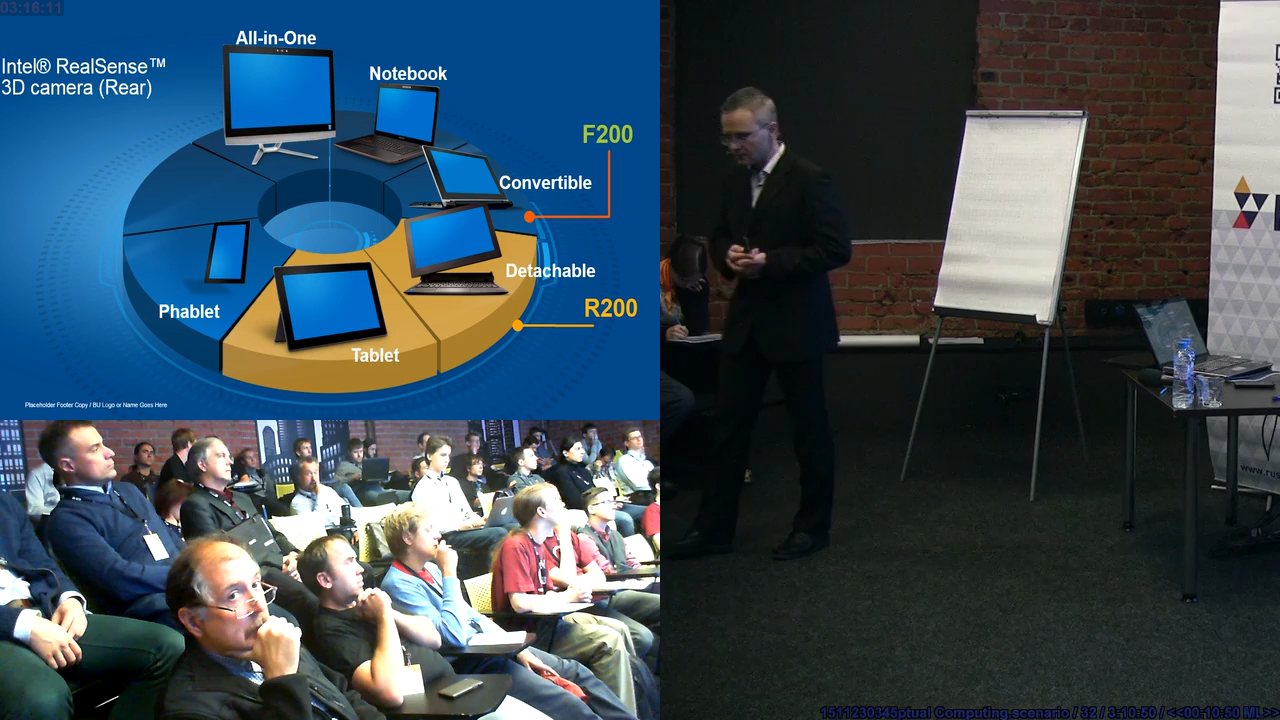 03:16:11
All-in-One
Intel® RealSense™
3D camera (Rear)
Notebook
F200
Convertible
Detachable
R200
Phablet
Tablet
Placeholder Footer Copy / BU Logo or Name Goes Here
www.ru
1511230345ptual Computing scenario / 32 / 3-10:50 / <<00:10:50 ML>>